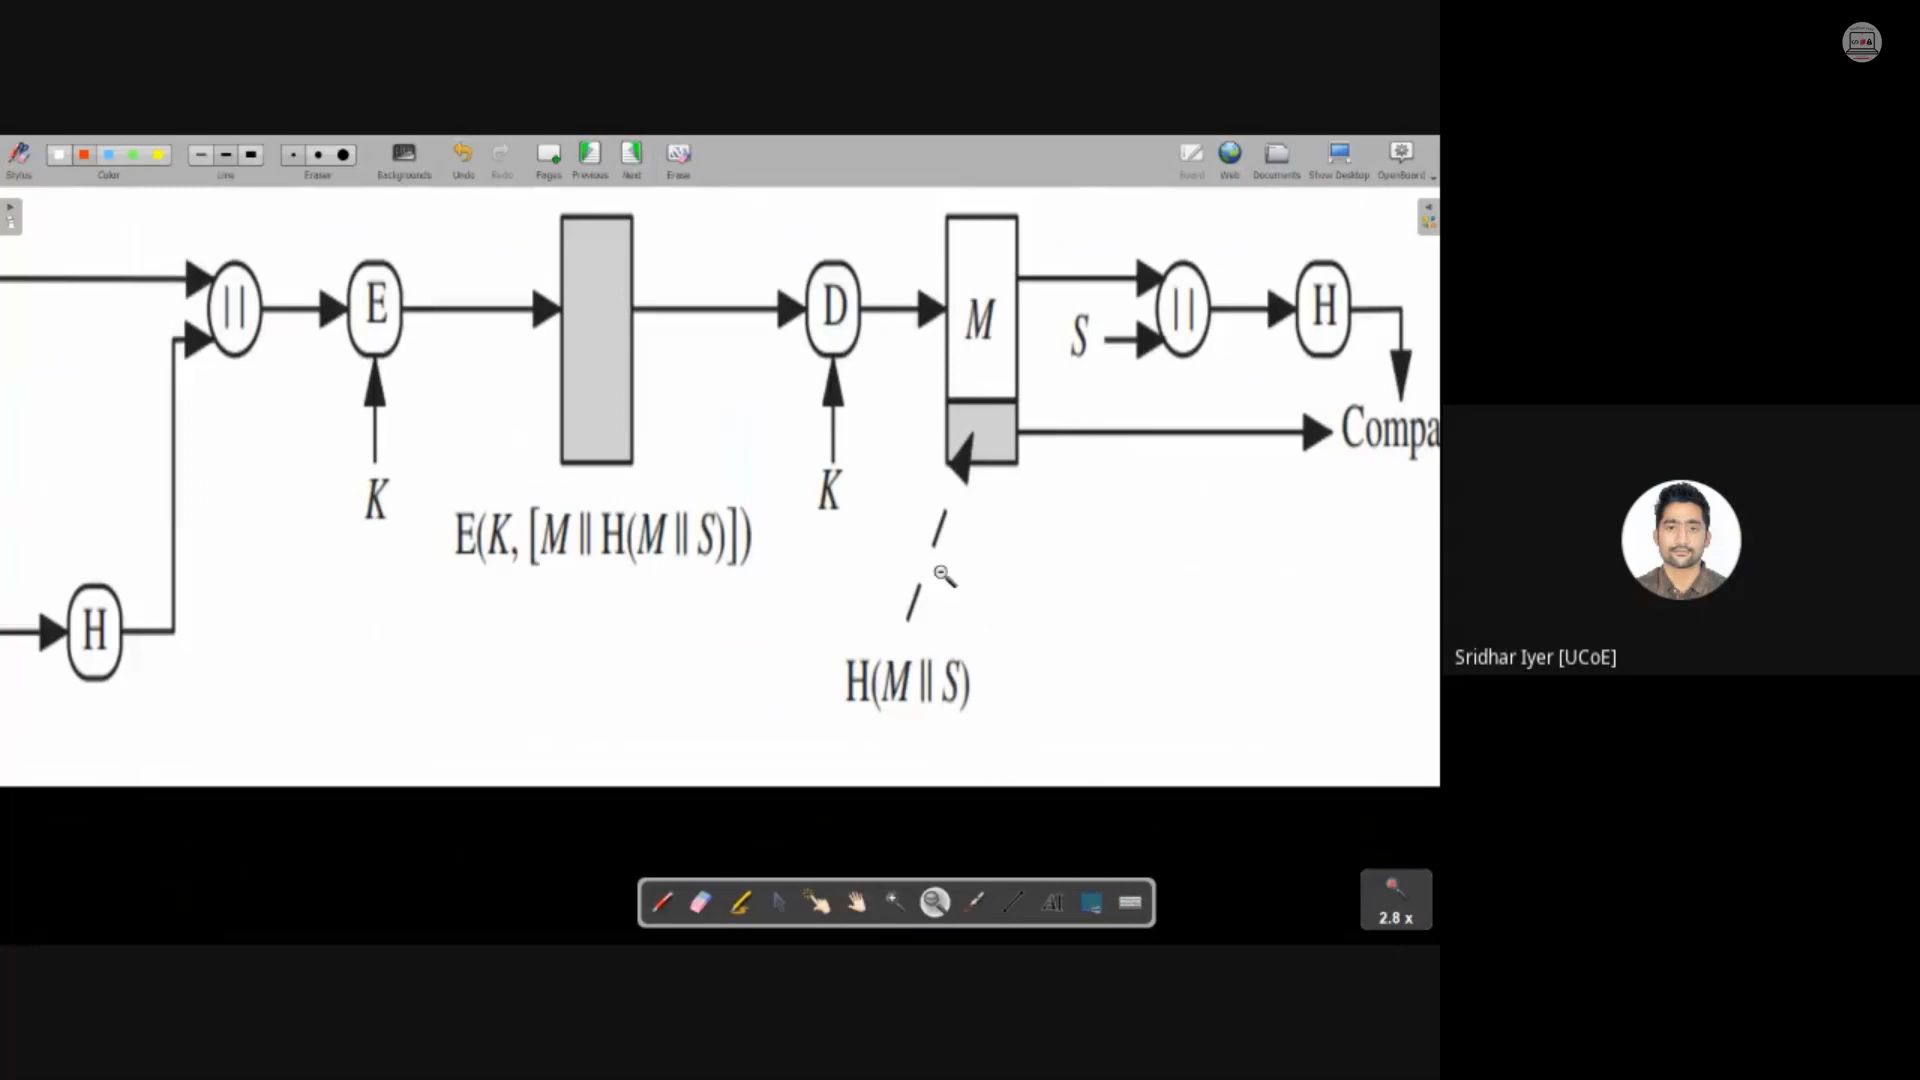 Stylus Color Line Eraser Backgrounds Undo Redo Pages Previous Next Erase Board Web Documents Show Desktop OpenBoard
|| E D M S || H
Compa
K K
E(K, [M || H(M || S)])
H
H(M || S)
Sridhar Iyer [UCoE]
AI
2.8 x